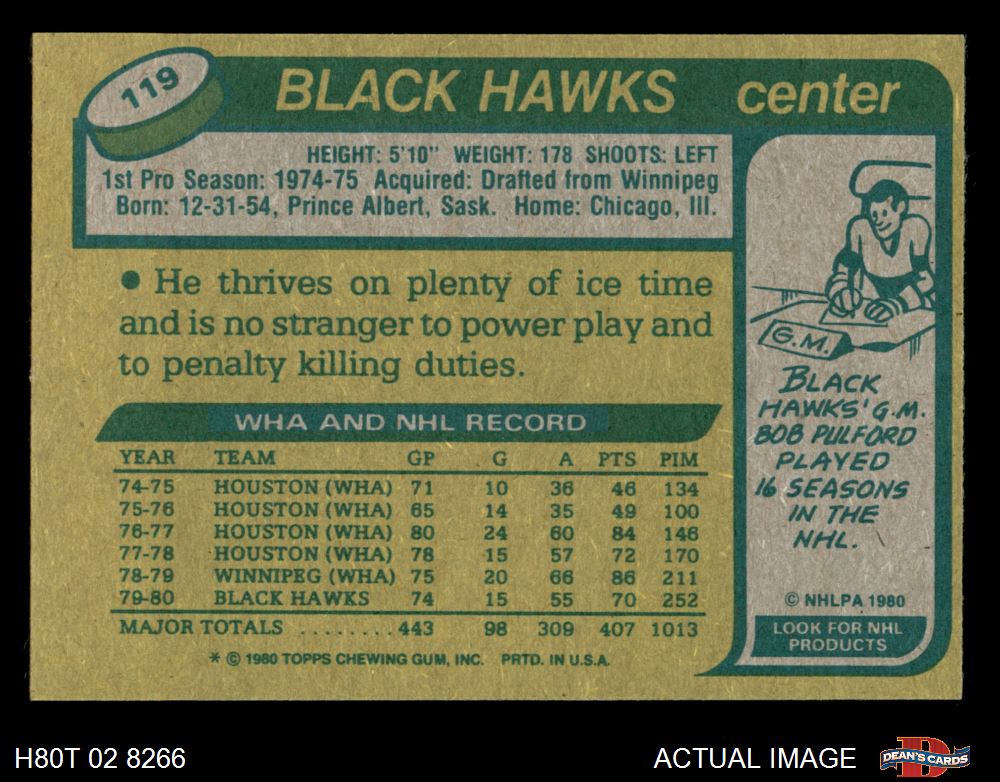 119
BLACK HAWKS center
HEIGHT: 5'10" WEIGHT: 178 SHOOTS: LEFT
1st Pro Season: 1974-75 Acquired: Drafted from Winnipeg
Born: 12-31-54, Prince Albert, Sask. Home: Chicago, Ill.
• He thrives on plenty of ice time
and is no stranger to power play and
to penalty killing duties.
WHA AND NHL RECORD
YEAR TEAM GP G A PTS PIM
74-75 HOUSTON (WHA) 71 10 36 46 134
75-76 HOUSTON (WHA) 65 14 35 49 100
76-77 HOUSTON (WHA) 80 24 60 84 146
77-78 HOUSTON (WHA) 78 15 57 72 170
78-79 WINNIPEG (WHA) 75 20 66 86 211
79-80 BLACK HAWKS 74 15 55 70 252
MAJOR TOTALS ........ 443 98 309 407 1013
* © 1980 TOPPS CHEWING GUM, INC. PRTD. IN U.S.A.
G.M.
BLACK
HAWKS' G.M.
BOB PULFORD
PLAYED
16 SEASONS
IN THE
NHL.
© NHLPA 1980
LOOK FOR NHL
PRODUCTS
H80T 02 8266
ACTUAL IMAGE
D
DEAN'S CARDS